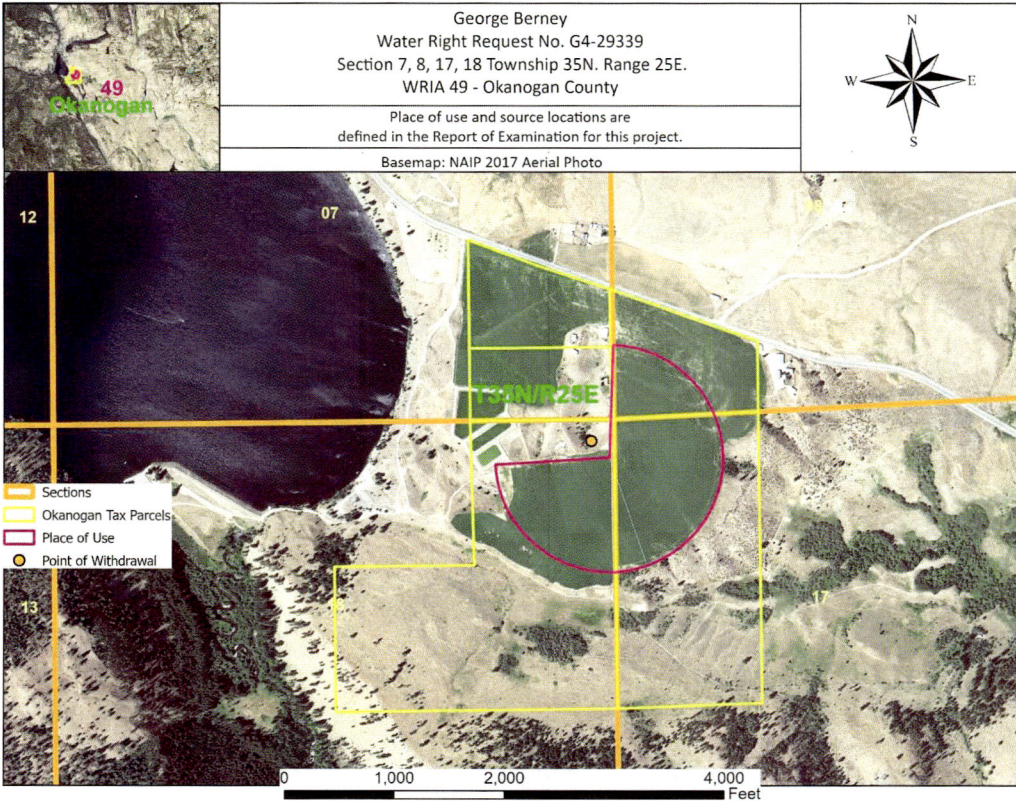 49
Okanogan
George Berney
Water Right Request No. G4-29339
Section 7, 8, 17, 18 Township 35N. Range 25E.
WRIA 49 - Okanogan County
Place of use and source locations are
defined in the Report of Examination for this project.
Basemap: NAIP 2017 Aerial Photo
N
W
E
S
12
07
08
T35N/R25E
Sections
Okanogan Tax Parcels
Place of Use
Point of Withdrawal
13
17
0
1,000
2,000
4,000
Feet